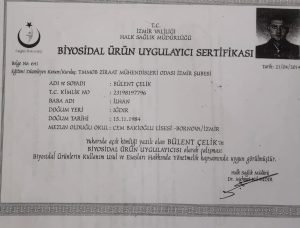 T.C.
İZMİR VALİLİĞİ
HALK SAĞLIĞI MÜDÜRLÜĞÜ
BİYOSİDAL ÜRÜN UYGULAYICI SERTİFİKASI
Belge No: 641
Tarih: 21/04/2014
Eğitimi Düzenleyen Kurum/Kuruluş: TMMOB ZİRAAT MÜHENDİSLERİ ODASI İZMİR ŞUBESİ
ADI ve SOYADI : BÜLENT ÇELİK
T.C. KİMLİK NO : 23198197796
BABA ADI : İLHAN
DOĞUM YERİ : IĞDIR
DOĞUM TARİHİ : 15.11.1984
MEZUN OLDUĞU OKUL: CEM BAKİOĞLU LİSESİ -BORNOVA/İZMİR
Yukarıda açık kimliği yazılı olan BÜLENT ÇELİK'in
BİYOSİDAL ÜRÜN UYGULAYICISI olarak çalışması
Biyosidal Ürünlerin Kullanım Usul ve Esasları Hakkında Yönetmelik kapsamında uygun görülmüştür.
Halk Sağlığı Müdürü
Dr.